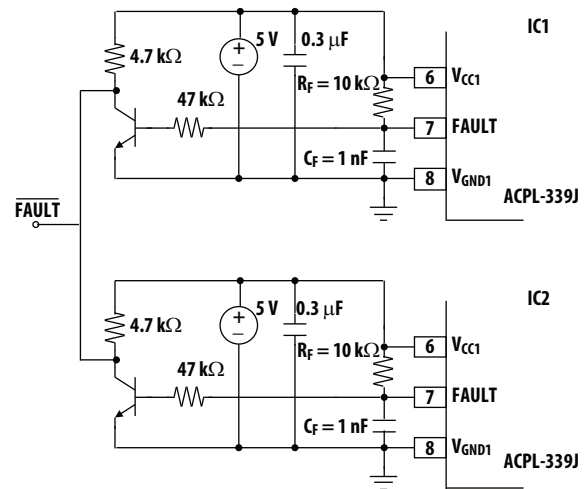 IC1
4.7 kΩ
+
−
5 V
0.3 μF
R_F = 10 kΩ
6 V_CC1
47 kΩ
7 FAULT
C_F = 1 nF
8 V_GND1
ACPL-339J
FAULT
IC2
4.7 kΩ
+
−
5 V
0.3 μF
R_F = 10 kΩ
6 V_CC1
47 kΩ
7 FAULT
C_F = 1 nF
8 V_GND1
ACPL-339J